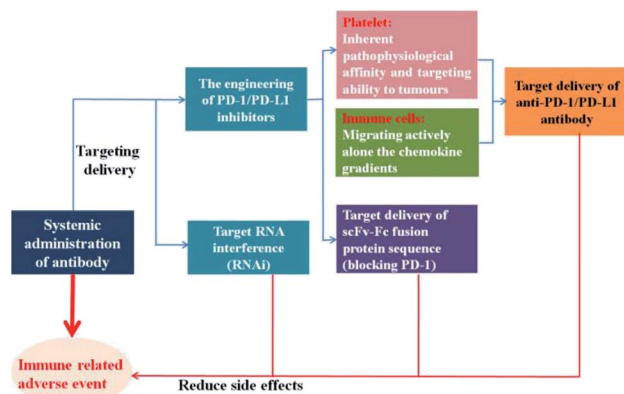 Platelet:
Inherent
pathophysiological
affinity and targeting
ability to tumours
The engineering
of PD-1/PD-L1
inhibitors
Target delivery of
anti-PD-1/PD-L1
antibody
Immune cells:
Migrating actively
alone the chemokine
gradients
Targeting
delivery
Systemic
administration
of antibody
Target RNA
interference
(RNAi)
Target delivery of
scFv-Fc fusion
protein sequence
(blocking PD-1)
Immune related
adverse event
Reduce side effects